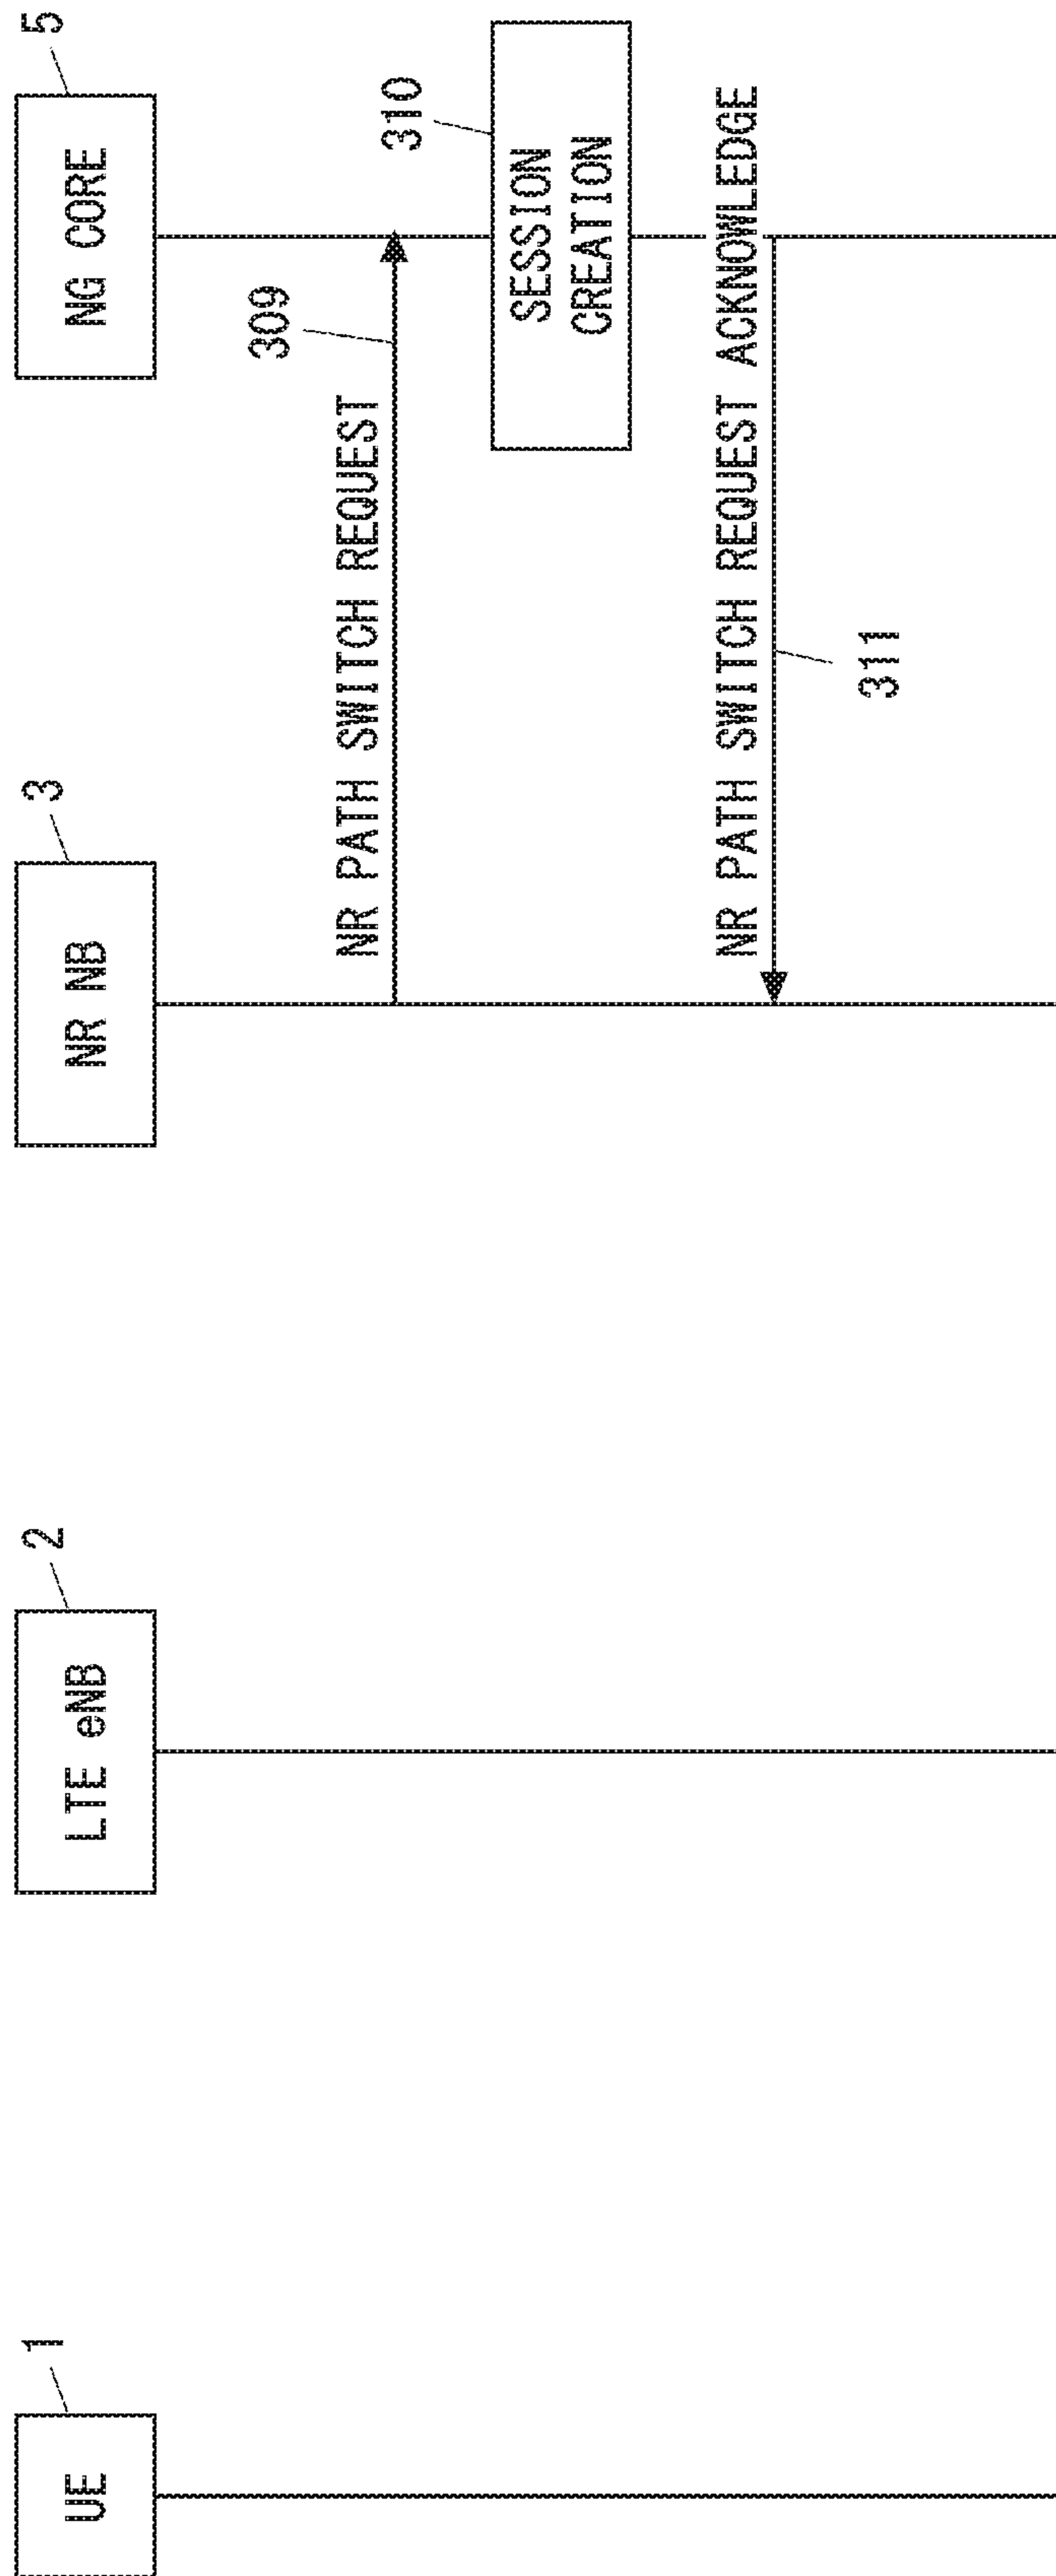 UE
1
LTE eNB
2
NR NB
3
NG CORE
5
NR PATH SWITCH REQUEST
309
SESSION
CREATION
310
NR PATH SWITCH REQUEST ACKNOWLEDGE
311